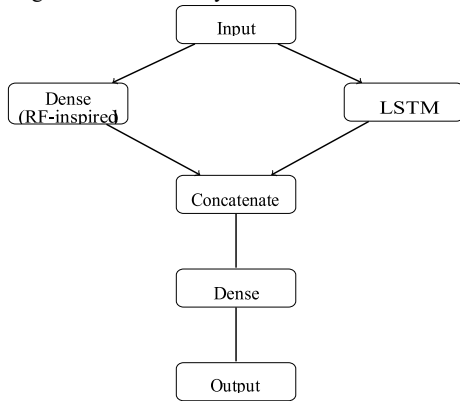 Input
Dense
(RF-inspired)
LSTM
Concatenate
Dense
Output